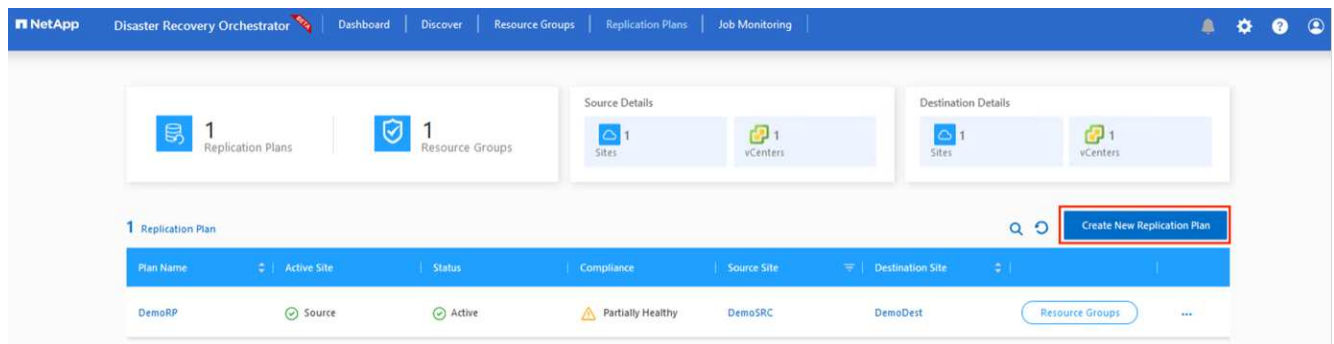 NetApp Disaster Recovery Orchestrator BETA Dashboard Discover Resource Groups Replication Plans Job Monitoring
Source Details Destination Details
1 Replication Plans
1 Resource Groups
1 Sites
1 vCenters
1 Sites
1 vCenters
1 Replication Plan Create New Replication Plan
Plan Name Active Site Status Compliance Source Site Destination Site
DemoRP Source Active Partially Healthy DemoSRC DemoDest Resource Groups ...